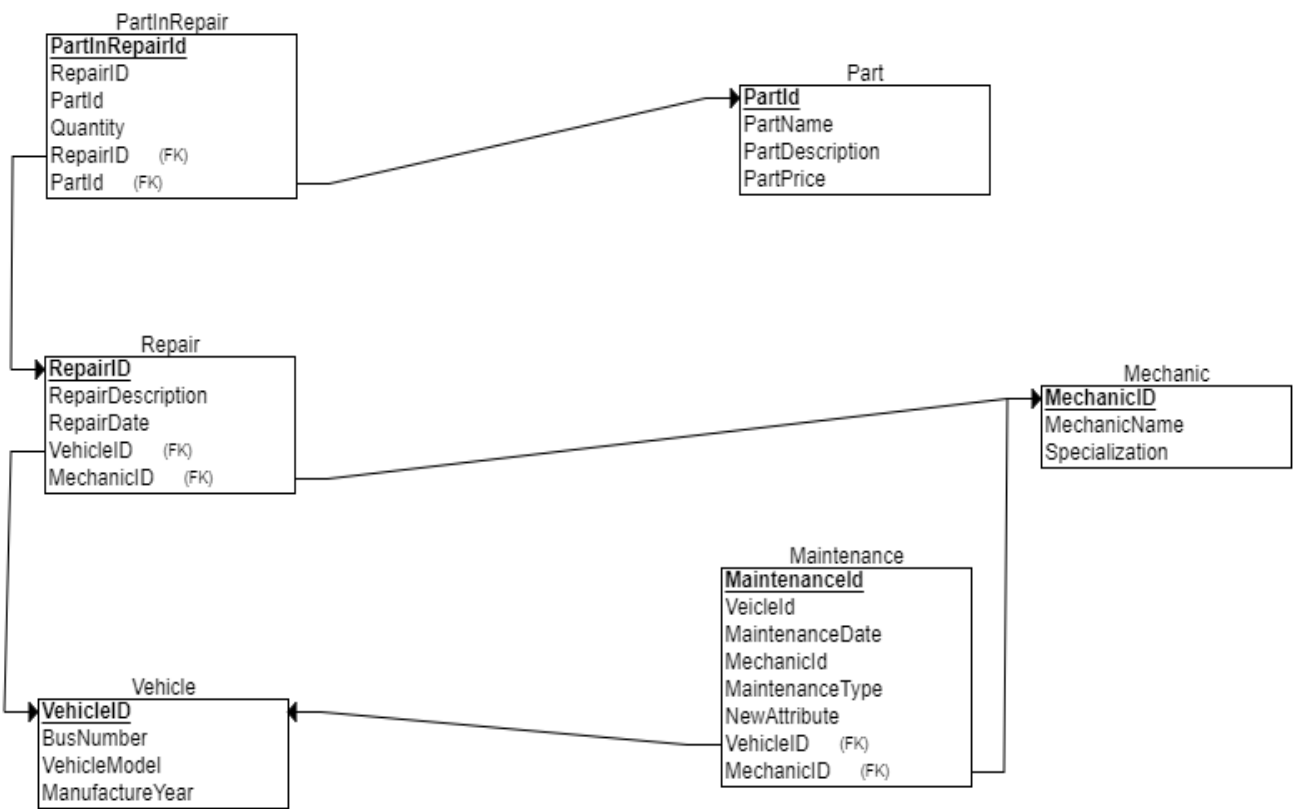 PartInRepair
PartInRepairId
RepairID
PartId
Quantity
RepairID (FK)
PartId (FK)
Part
PartId
PartName
PartDescription
PartPrice
Repair
RepairID
RepairDescription
RepairDate
VehicleID (FK)
MechanicID (FK)
Mechanic
MechanicID
MechanicName
Specialization
Maintenance
MaintenanceId
VeicleId
MaintenanceDate
MechanicId
MaintenanceType
NewAttribute
VehicleID (FK)
MechanicID (FK)
Vehicle
VehicleID
BusNumber
VehicleModel
ManufactureYear